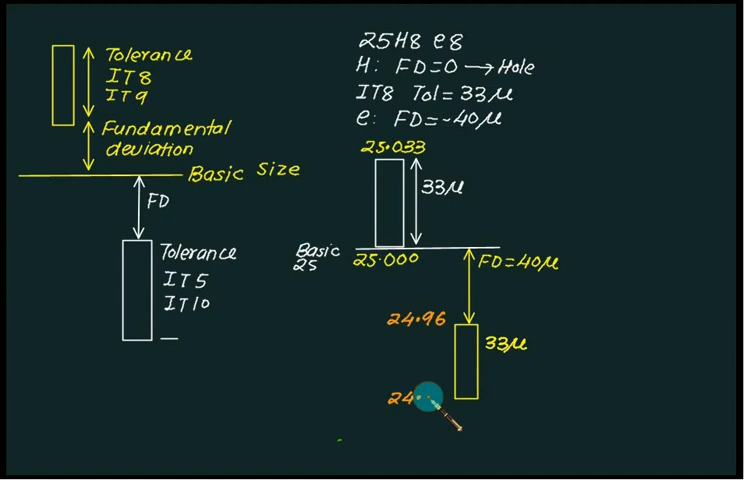 Tolerance
IT8
IT9
Fundamental
deviation
Basic Size
FD
Tolerance
IT5
IT10
25H8 e8
H: FD=0 → Hole
IT8 Tol=33μ
e: FD=-40μ
25.033
33μ
Basic
25
25.000
FD=40μ
24.96
33μ
24.